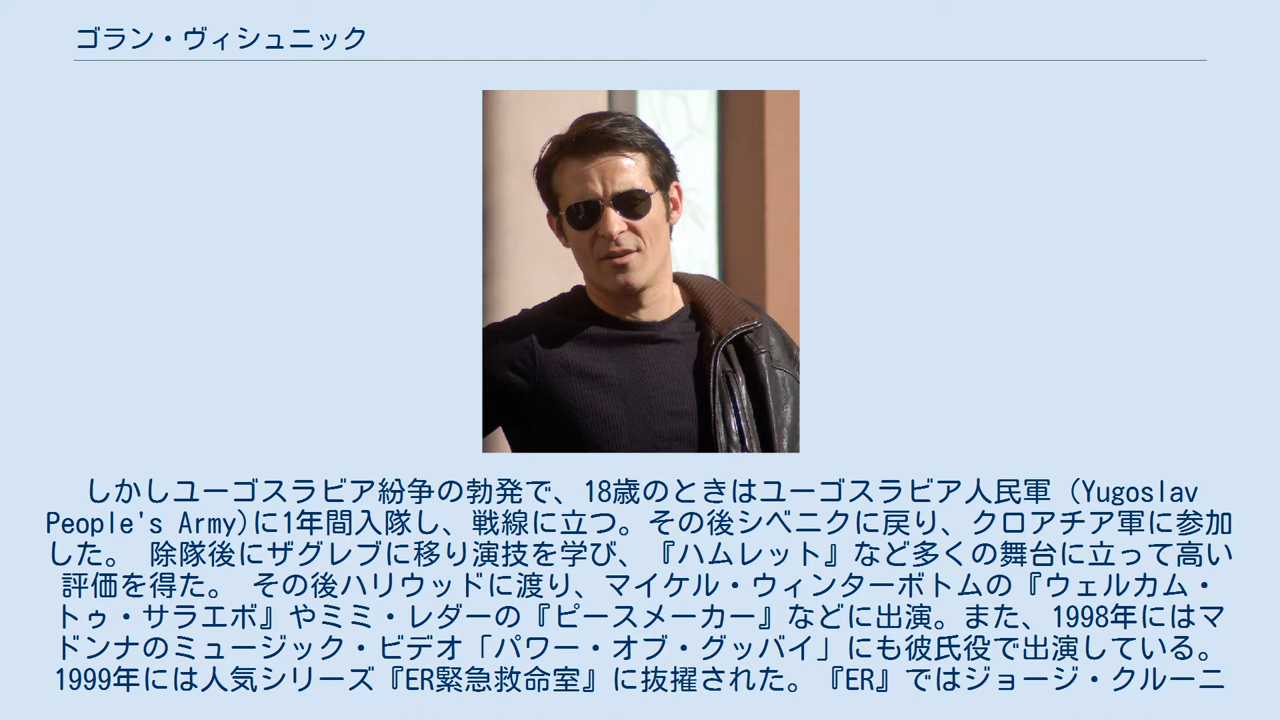 ゴラン・ヴィシュニック
しかしユーゴスラビア紛争の勃発で、18歳のときはユーゴスラビア人民軍 (Yugoslav
People's Army)に1年間入隊し、戦線に立つ。その後シベニクに戻り、クロアチア軍に参加
した。 除隊後にザグレブに移り演技を学び、『ハムレット』など多くの舞台に立って高い
評価を得た。 その後ハリウッドに渡り、マイケル・ウィンターボトムの『ウェルカム・
トゥ・サラエボ』やミミ・レダーの『ピースメーカー』などに出演。また、1998年にはマ
ドンナのミュージック・ビデオ「パワー・オブ・グッバイ」にも彼氏役で出演している。
1999年には人気シリーズ『ER緊急救命室』に抜擢された。『ER』ではジョージ・クルーニ